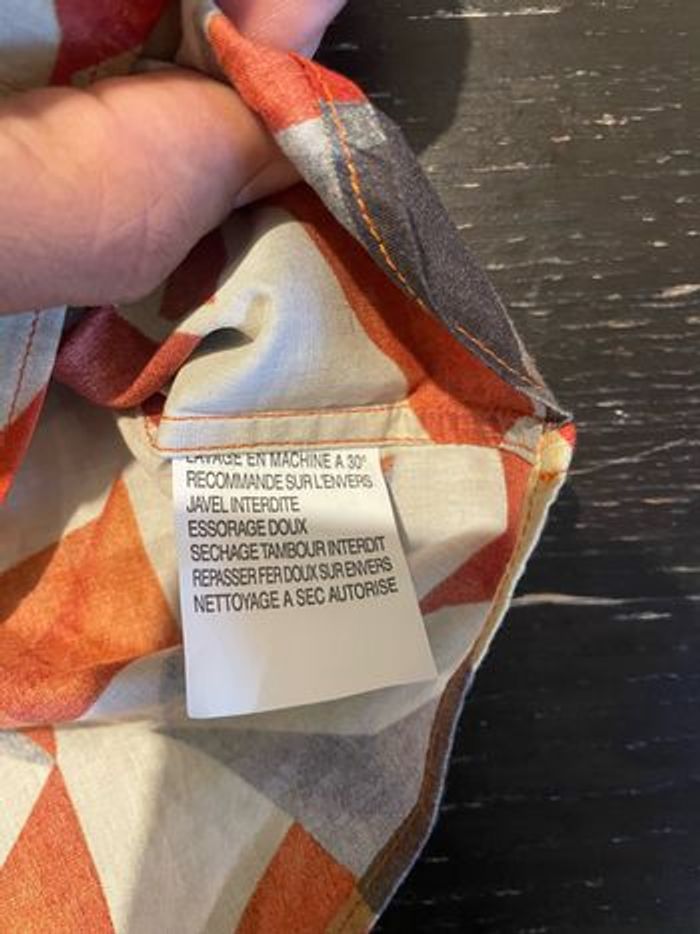 LAVAGE EN MACHINE A 30°
RECOMMANDE SUR L'ENVERS
JAVEL INTERDITE
ESSORAGE DOUX
SECHAGE TAMBOUR INTERDIT
REPASSER FER DOUX SUR ENVERS
NETTOYAGE A SEC AUTORISE